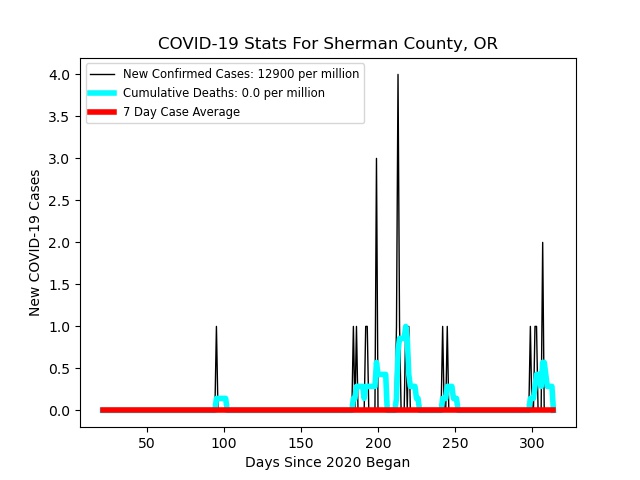 COVID-19 Stats For Sherman County, OR
New Confirmed Cases: 12900 per million
Cumulative Deaths: 0.0 per million
7 Day Case Average
New COVID-19 Cases
4.0
3.5
3.0
2.5
2.0
1.5
1.0
0.5
0.0
50 100 150 200 250 300
Days Since 2020 Began